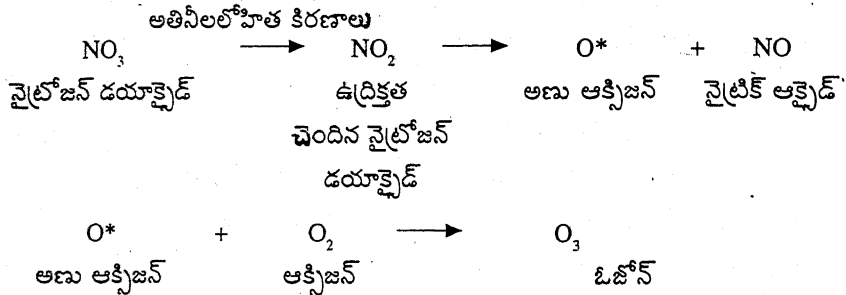 అతినీలలోహిత కిరణాలు
NO₃ ⟶ NO₂ ⟶ O* + NO
నైట్రోజన్ డయాక్సైడ్ ఉద్రిక్తత అణు ఆక్సిజన్ నైట్రిక్ ఆక్సైడ్
చెందిన నైట్రోజన్
డయాక్సైడ్
O* + O₂ ⟶ O₃
అణు ఆక్సిజన్ ఆక్సిజన్ ఓజోన్